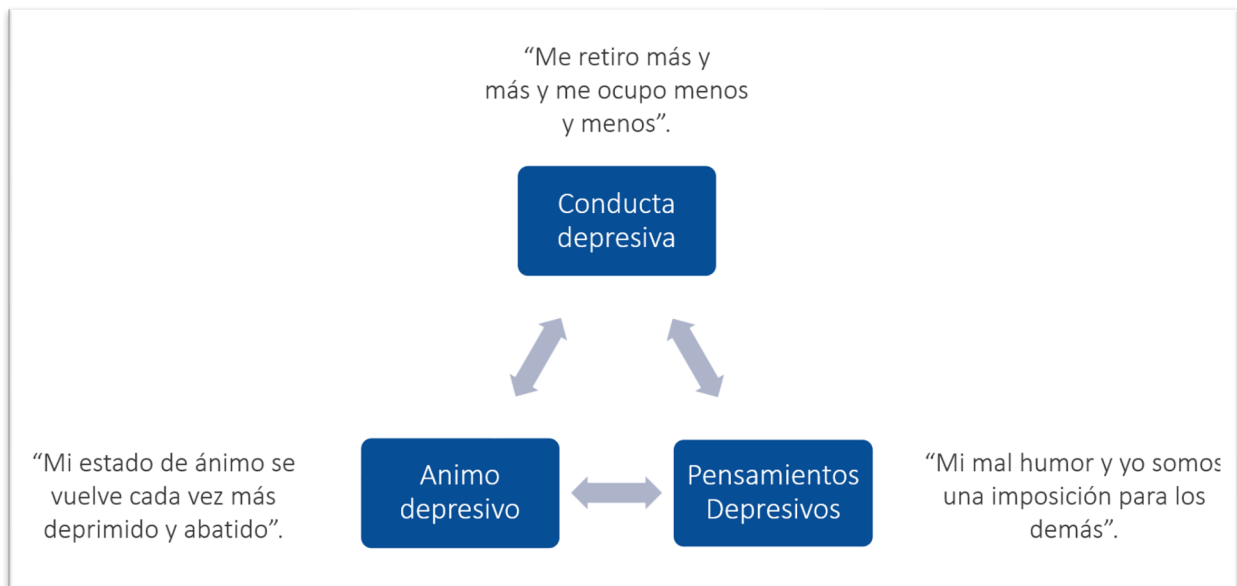 “Me retiro más y
más y me ocupo menos
y menos”.
Conducta
depresiva
“Mi estado de ánimo se
vuelve cada vez más
deprimido y abatido”.
Animo
depresivo
Pensamientos
Depresivos
“Mi mal humor y yo somos
una imposición para los
demás”.